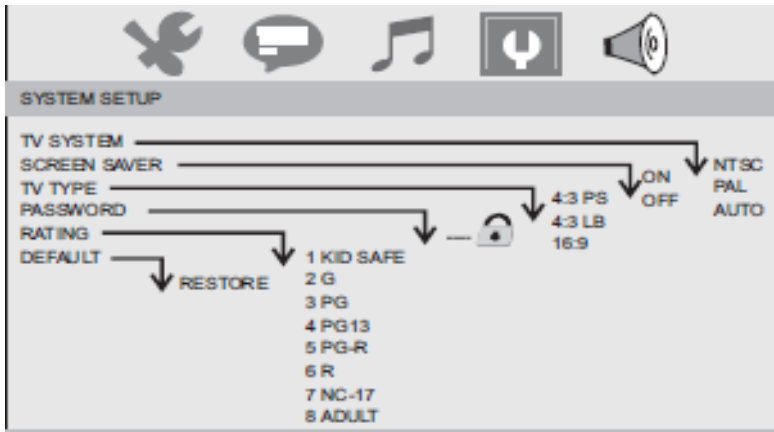 SYSTEM SETUP
TV SYSTEM
SCREEN SAVER
TV TYPE
PASSWORD
RATING
DEFAULT
RESTORE
1 KID SAFE
2 G
3 PG
4 PG13
5 PG-R
6 R
7 NC-17
8 ADULT
----
4:3 PS
4:3 LB
16:9
ON
OFF
NTSC
PAL
AUTO